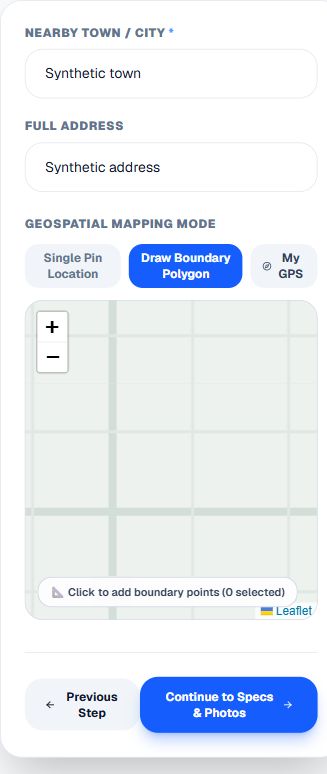 NEARBY TOWN / CITY *
Synthetic town
FULL ADDRESS
Synthetic address
GEOSPATIAL MAPPING MODE
Single Pin
Location
Draw Boundary
Polygon
My
GPS
+
−
Click to add boundary points (0 selected)
Leaflet
← Previous
Step
Continue to Specs
& Photos →